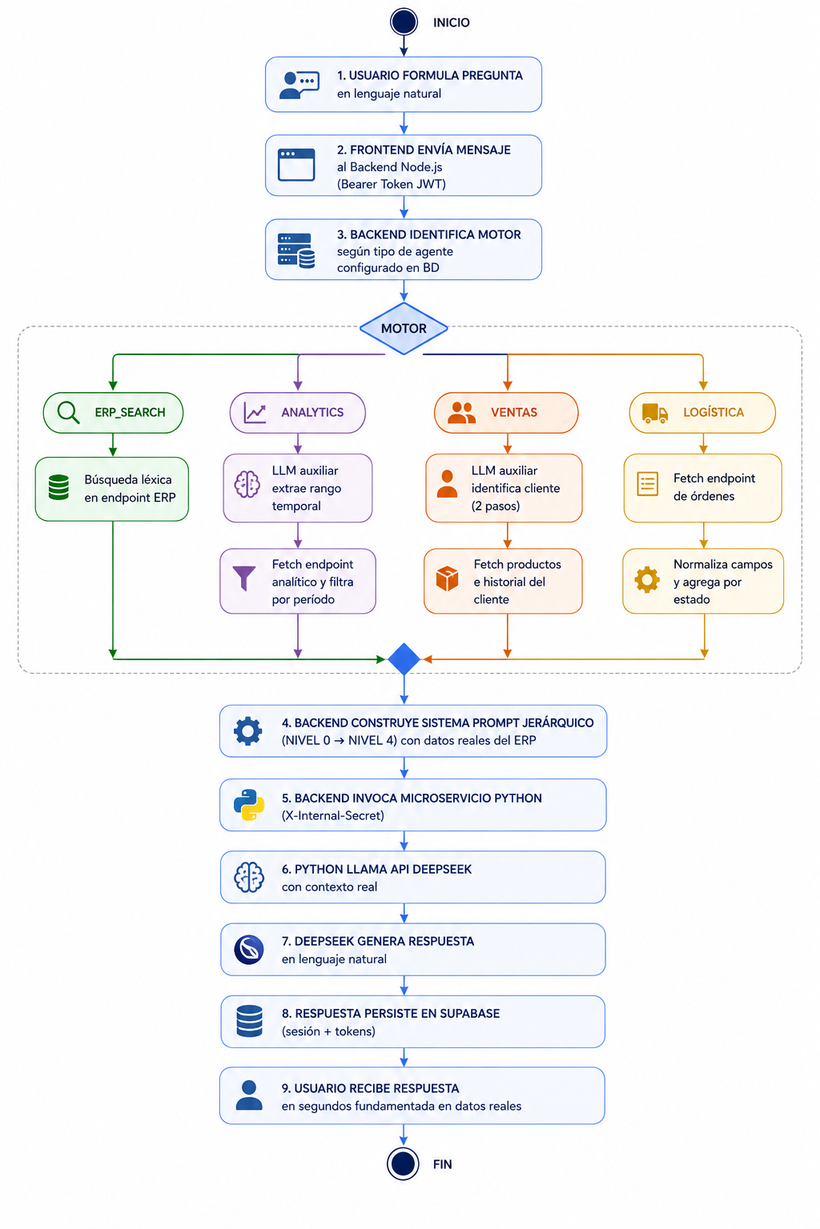 INICIO
1. USUARIO FORMULA PREGUNTA
en lenguaje natural
2. FRONTEND ENVÍA MENSAJE
al Backend Node.js
(Bearer Token JWT)
3. BACKEND IDENTIFICA MOTOR
según tipo de agente
configurado en BD
MOTOR
ERP_SEARCH
Búsqueda léxica
en endpoint ERP
ANALYTICS
LLM auxiliar
extrae rango
temporal
Fetch endpoint
analítico y filtra
por período
VENTAS
LLM auxiliar
identifica cliente
(2 pasos)
Fetch productos
e historial del
cliente
LOGÍSTICA
Fetch endpoint
de órdenes
Normaliza campos
y agrega por
estado
4. BACKEND CONSTRUYE SISTEMA PROMPT JERÁRQUICO
(NIVEL 0 → NIVEL 4) con datos reales del ERP
5. BACKEND INVOCA MICROSERVICIO PYTHON
(X-Internal-Secret)
6. PYTHON LLAMA API DEEPSEEK
con contexto real
7. DEEPSEEK GENERA RESPUESTA
en lenguaje natural
8. RESPUESTA PERSISTE EN SUPABASE
(sesión + tokens)
9. USUARIO RECIBE RESPUESTA
en segundos fundamentada en datos reales
FIN